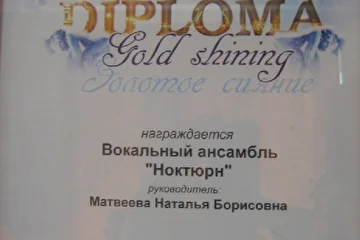 DIPLOMA
Gold shining
Золотое сияние
награждается
Вокальный ансамбль
"Ноктюрн"
руководитель:
Матвеева Наталья Борисовна